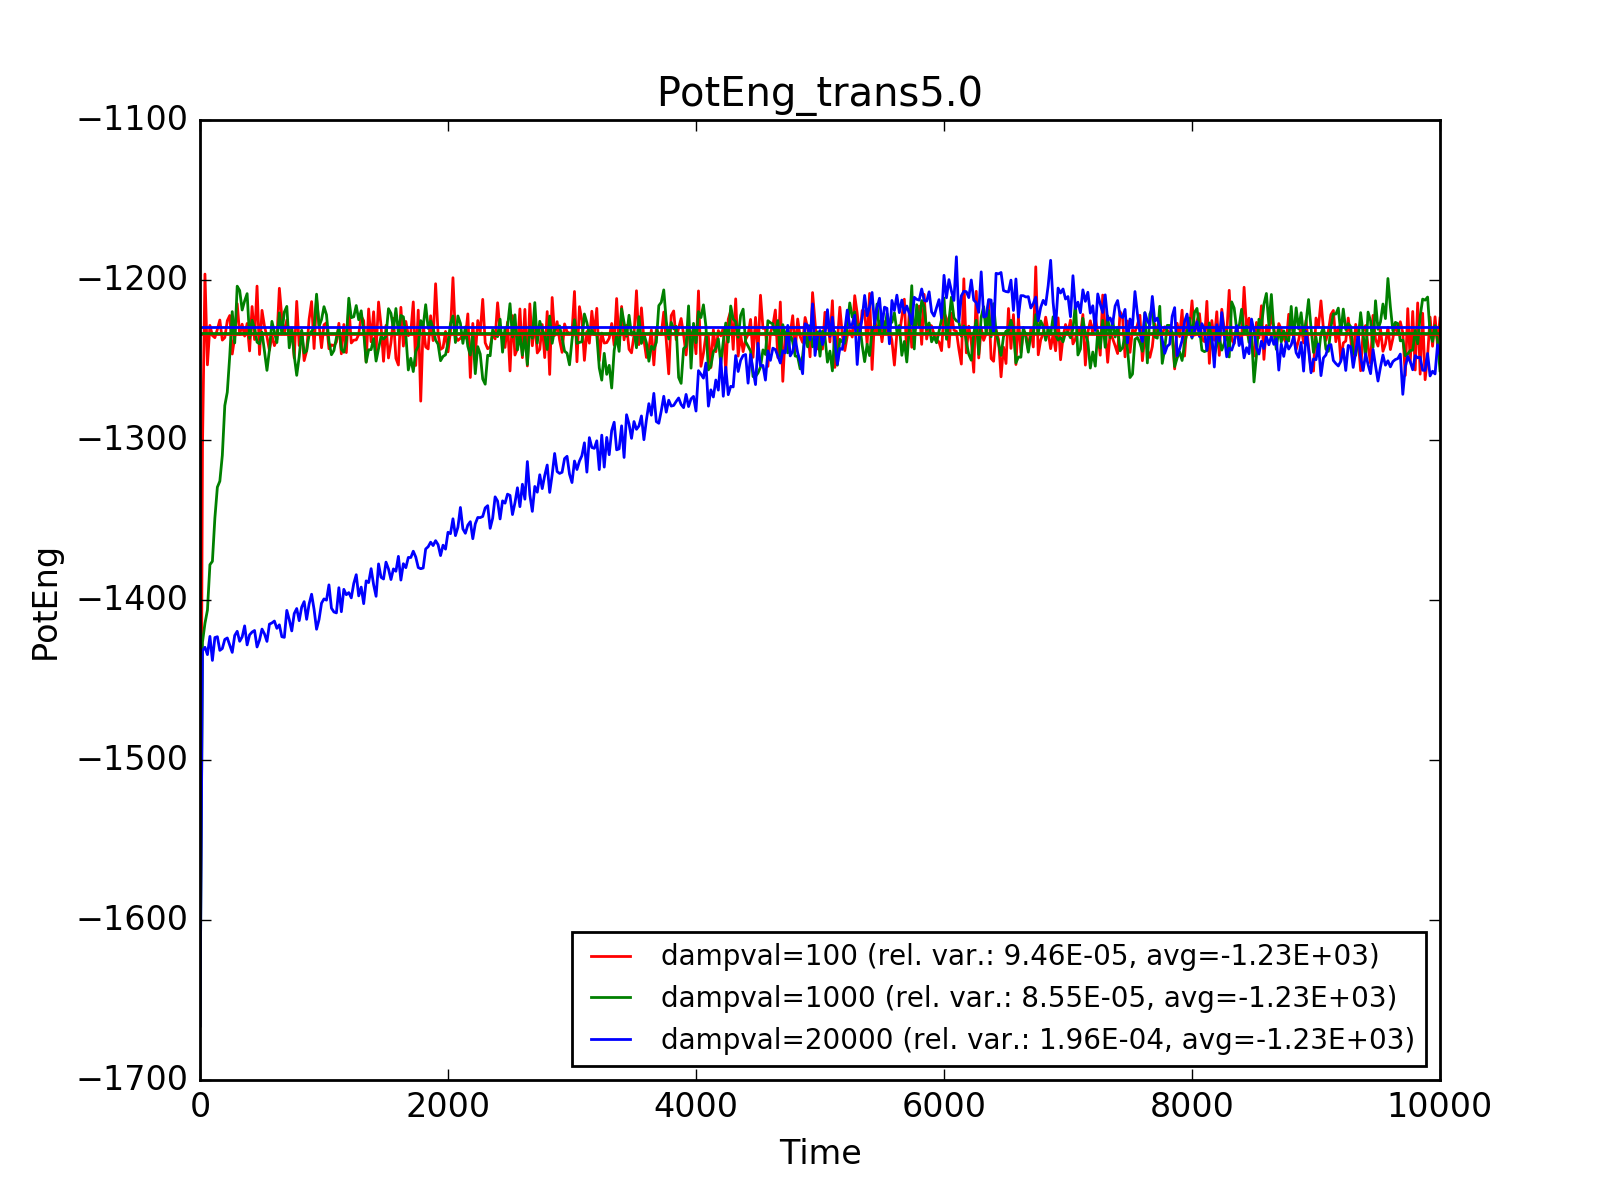 PotEng_trans5.0
−1100
−1200
−1300
−1400
−1500
−1600
−1700
PotEng
dampval=100 (rel. var.: 9.46E-05, avg=-1.23E+03)
dampval=1000 (rel. var.: 8.55E-05, avg=-1.23E+03)
dampval=20000 (rel. var.: 1.96E-04, avg=-1.23E+03)
0 2000 4000 6000 8000 10000
Time